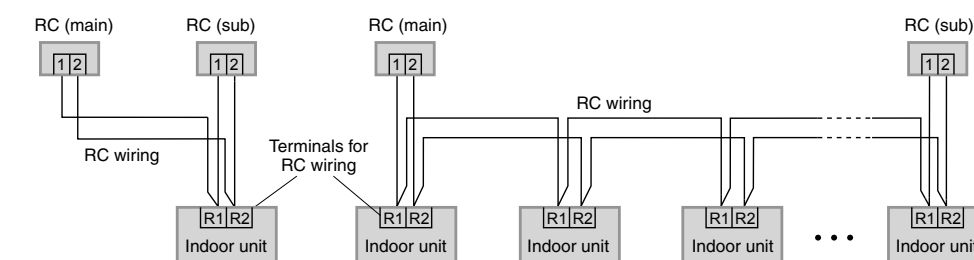 RC (main)
RC (sub)
RC (main)
RC (sub)
1 2
1 2
1 2
1 2
RC wiring
RC wiring
Terminals for
RC wiring
R1 R2
R1 R2
R1 R2
R1 R2
R1 R2
Indoor unit
Indoor unit
Indoor unit
Indoor unit
Indoor unit